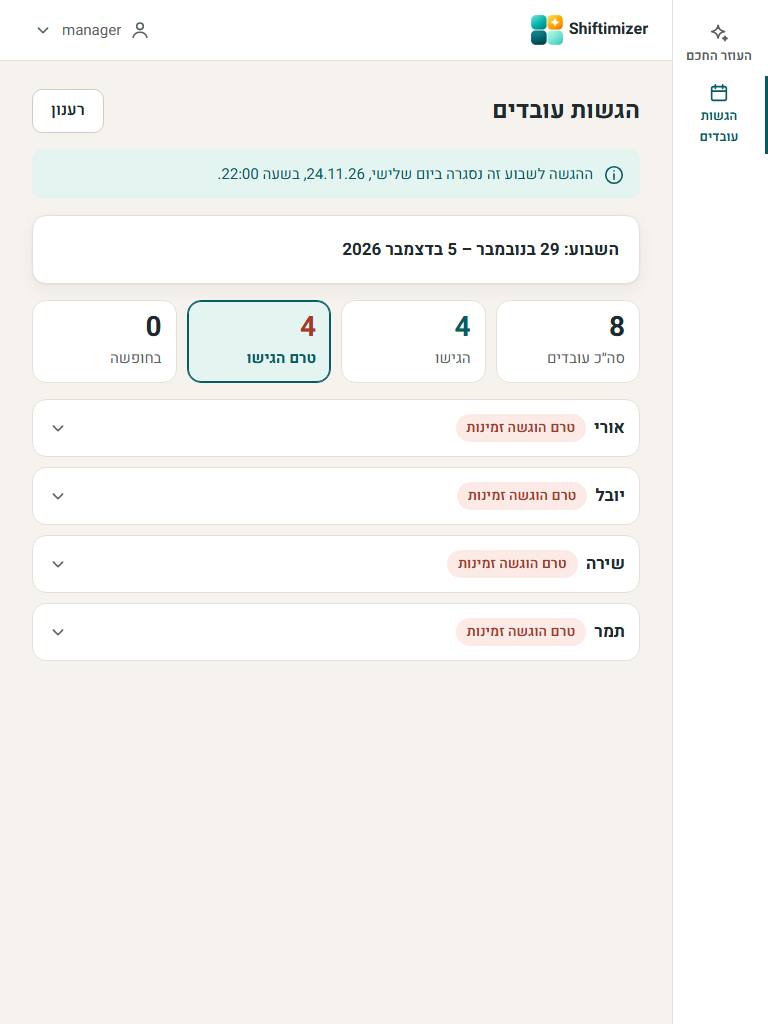 Shiftimizer
manager
העוזר החכם
הגשות
עובדים
הגשות עובדים
רענון
ההגשה לשבוע זה נסגרה ביום שלישי, 24.11.26, בשעה 22:00.
השבוע: 29 בנובמבר – 5 בדצמבר 2026
8
סה"כ עובדים
4
הגישו
4
טרם הגישו
0
בחופשה
אורי טרם הוגשה זמינות
יובל טרם הוגשה זמינות
שירה טרם הוגשה זמינות
תמר טרם הוגשה זמינות